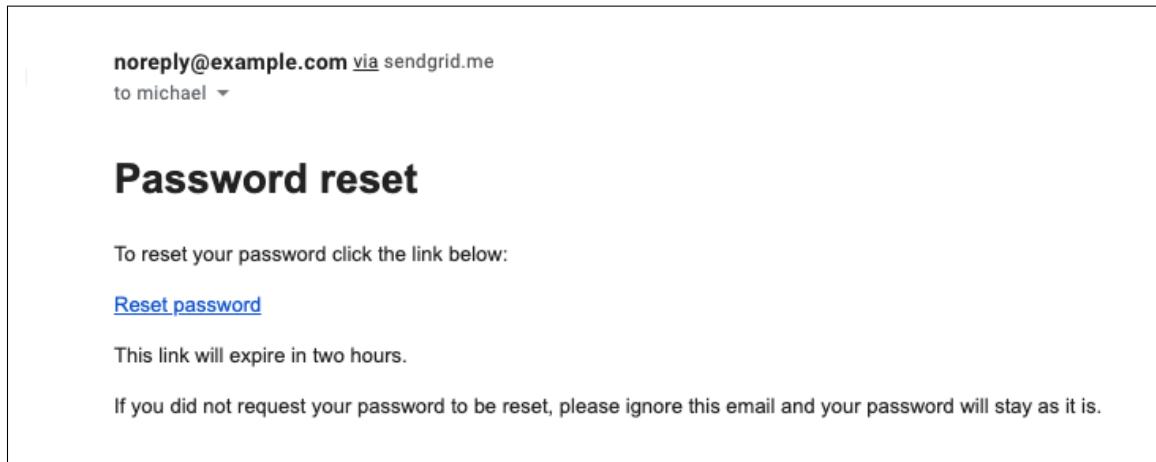 noreply@example.com via sendgrid.me
to michael
Password reset
To reset your password click the link below:
Reset password
This link will expire in two hours.
If you did not request your password to be reset, please ignore this email and your password will stay as it is.